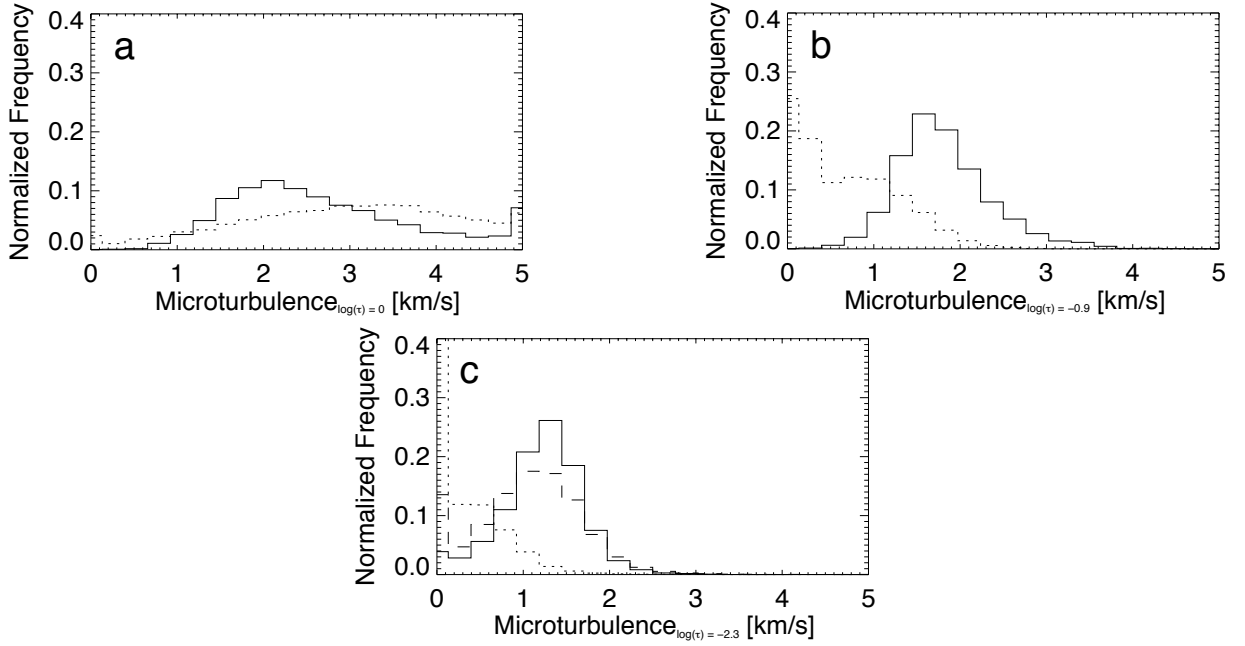 a
Normalized Frequency
0.4
0.3
0.2
0.1
0.0
0 1 2 3 4 5
Microturbulence log(τ) = 0 [km/s]
b
Normalized Frequency
0.4
0.3
0.2
0.1
0.0
0 1 2 3 4 5
Microturbulence log(τ) = −0.9 [km/s]
c
Normalized Frequency
0.4
0.3
0.2
0.1
0.0
0 1 2 3 4 5
Microturbulence log(τ) = −2.3 [km/s]